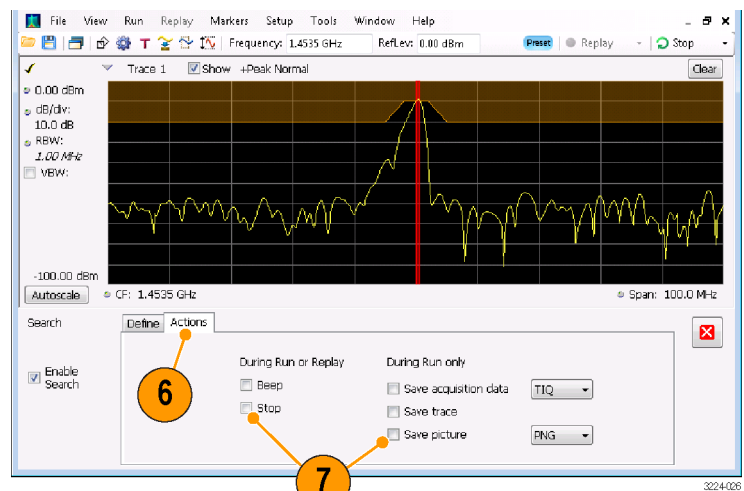 File View Run Replay Markers Setup Tools Window Help
Frequency: 1.4535 GHz RefLev: 0.00 dBm Preset Replay Stop
Trace 1 Show +Peak Normal Clear
0.00 dBm
dB/div:
10.0 dB
RBW:
1.00 MHz
VBW:
-100.00 dBm
Autoscale CF: 1.4535 GHz Span: 100.0 MHz
Search Define Actions
During Run or Replay During Run only
Enable
Search
Beep Save acquisition data TIQ
Stop Save trace
Save picture PNG
6
7
3224-026